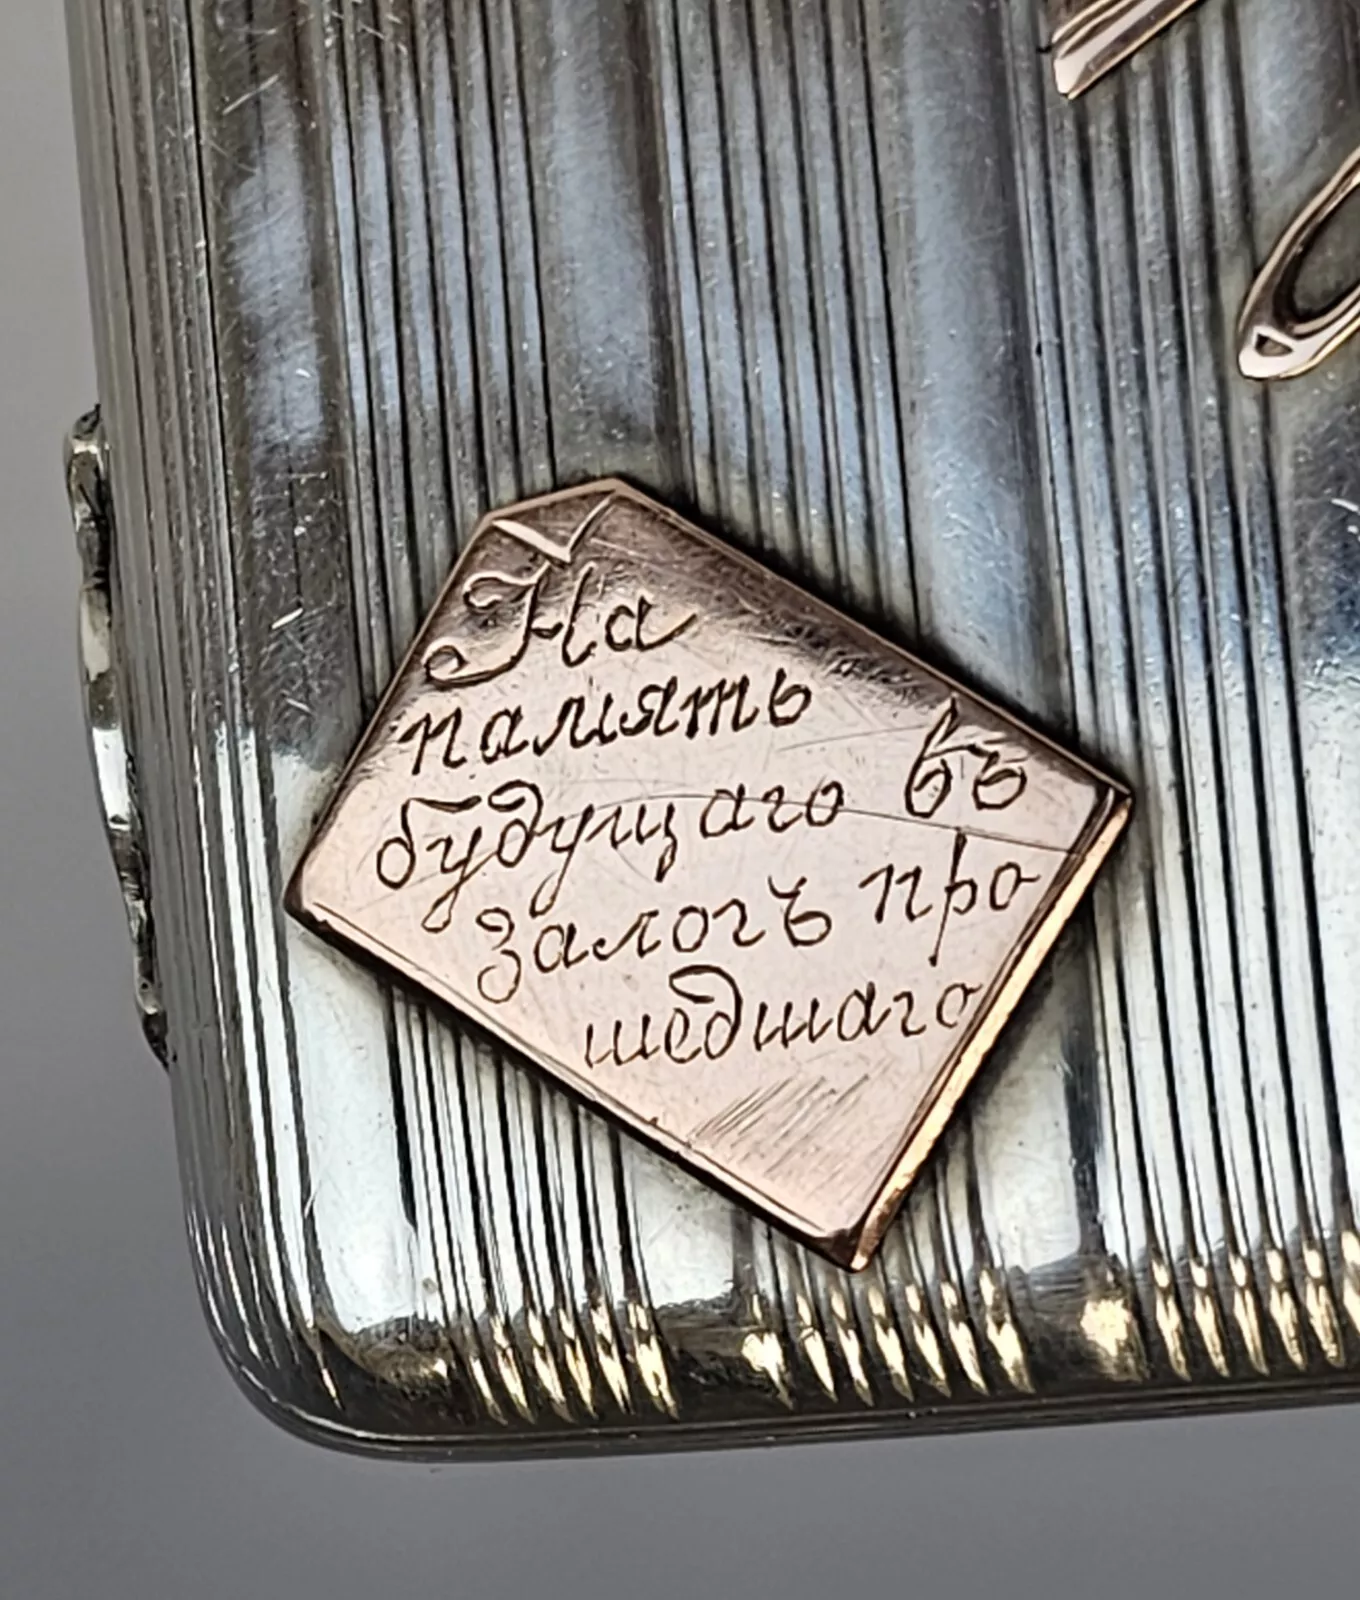 На
память
будущаго въ
залогъ про
шедшаго